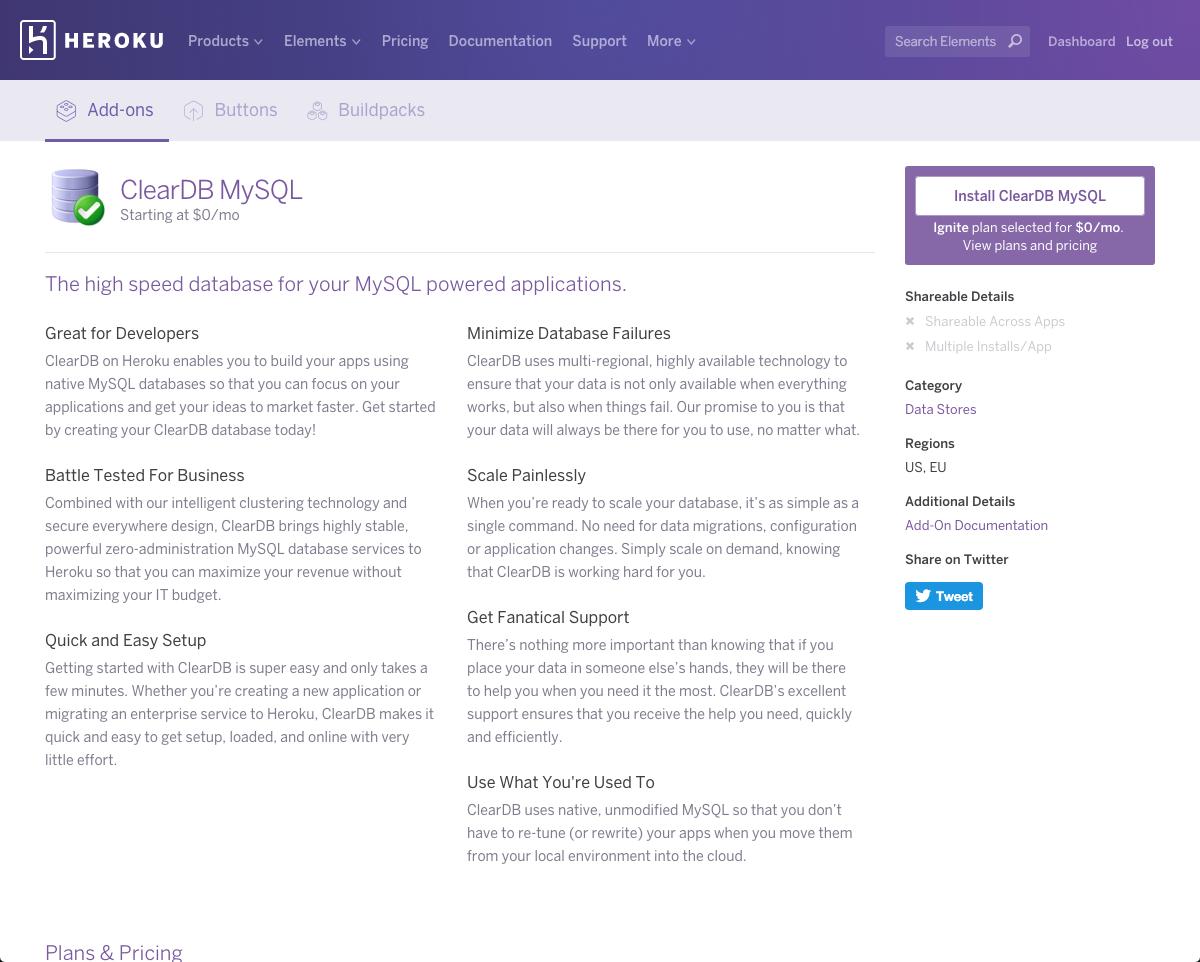 HEROKU Products Elements Pricing Documentation Support More Search Elements Dashboard Log out
Add-ons Buttons Buildpacks
ClearDB MySQL
Starting at $0/mo
Install ClearDB MySQL
Ignite plan selected for $0/mo.
View plans and pricing
The high speed database for your MySQL powered applications.
Great for Developers
ClearDB on Heroku enables you to build your apps using
native MySQL databases so that you can focus on your
applications and get your ideas to market faster. Get started
by creating your ClearDB database today!
Battle Tested For Business
Combined with our intelligent clustering technology and
secure everywhere design, ClearDB brings highly stable,
powerful zero-administration MySQL database services to
Heroku so that you can maximize your revenue without
maximizing your IT budget.
Quick and Easy Setup
Getting started with ClearDB is super easy and only takes a
few minutes. Whether you're creating a new application or
migrating an enterprise service to Heroku, ClearDB makes it
quick and easy to get setup, loaded, and online with very
little effort.
Minimize Database Failures
ClearDB uses multi-regional, highly available technology to
ensure that your data is not only available when everything
works, but also when things fail. Our promise to you is that
your data will always be there for you to use, no matter what.
Scale Painlessly
When you're ready to scale your database, it's as simple as a
single command. No need for data migrations, configuration
or application changes. Simply scale on demand, knowing
that ClearDB is working hard for you.
Get Fanatical Support
There's nothing more important than knowing that if you
place your data in someone else's hands, they will be there
to help you when you need it the most. ClearDB's excellent
support ensures that you receive the help you need, quickly
and efficiently.
Use What You're Used To
ClearDB uses native, unmodified MySQL so that you don't
have to re-tune (or rewrite) your apps when you move them
from your local environment into the cloud.
Shareable Details
Shareable Across Apps
Multiple Installs/App
Category
Data Stores
Regions
US, EU
Additional Details
Add-On Documentation
Share on Twitter
Tweet
Plans & Pricing